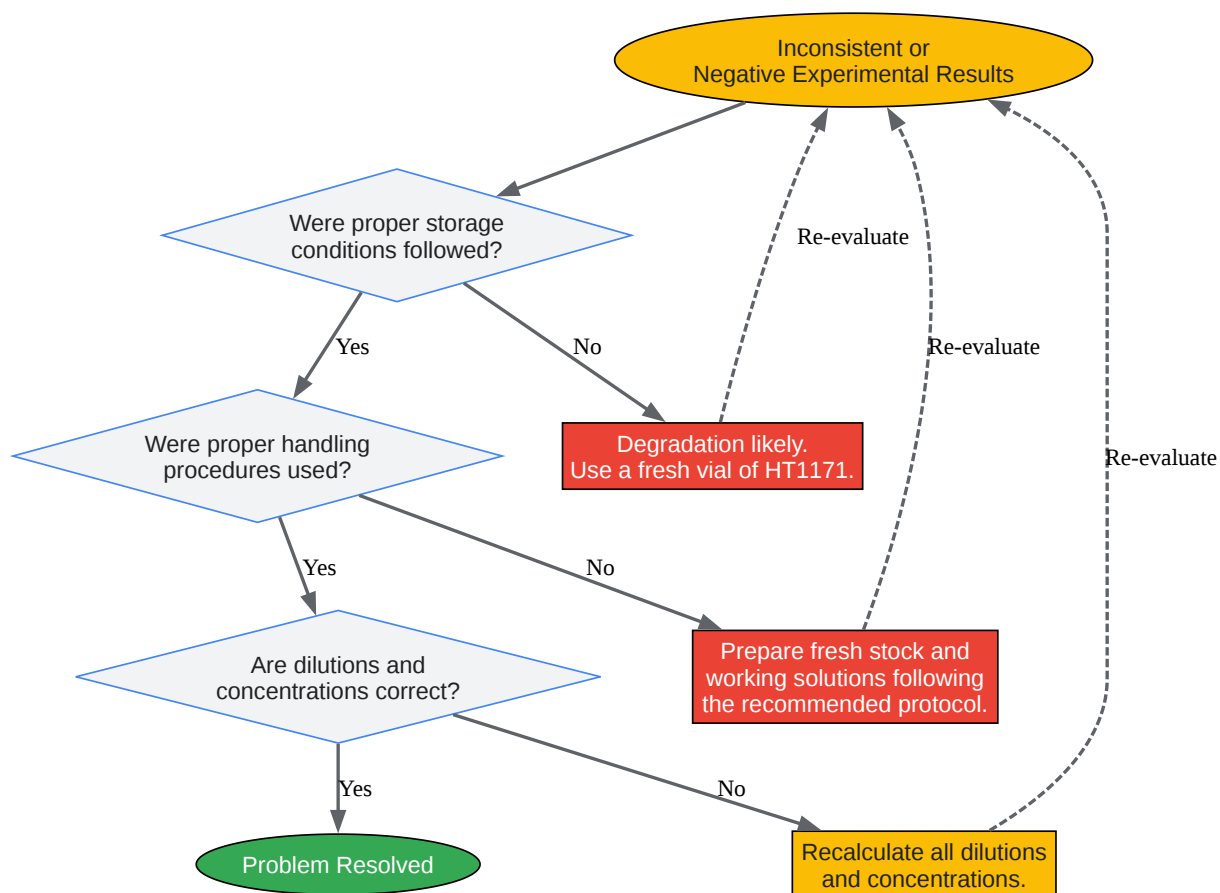 Inconsistent or
Negative Experimental Results
Were proper storage
conditions followed?
Re-evaluate
Yes
No
Re-evaluate
Were proper handling
procedures used?
Degradation likely.
Use a fresh vial of HT1171.
Re-evaluate
Yes
No
Are dilutions and
concentrations correct?
Prepare fresh stock and
working solutions following
the recommended protocol.
Yes
No
Problem Resolved
Recalculate all dilutions
and concentrations.